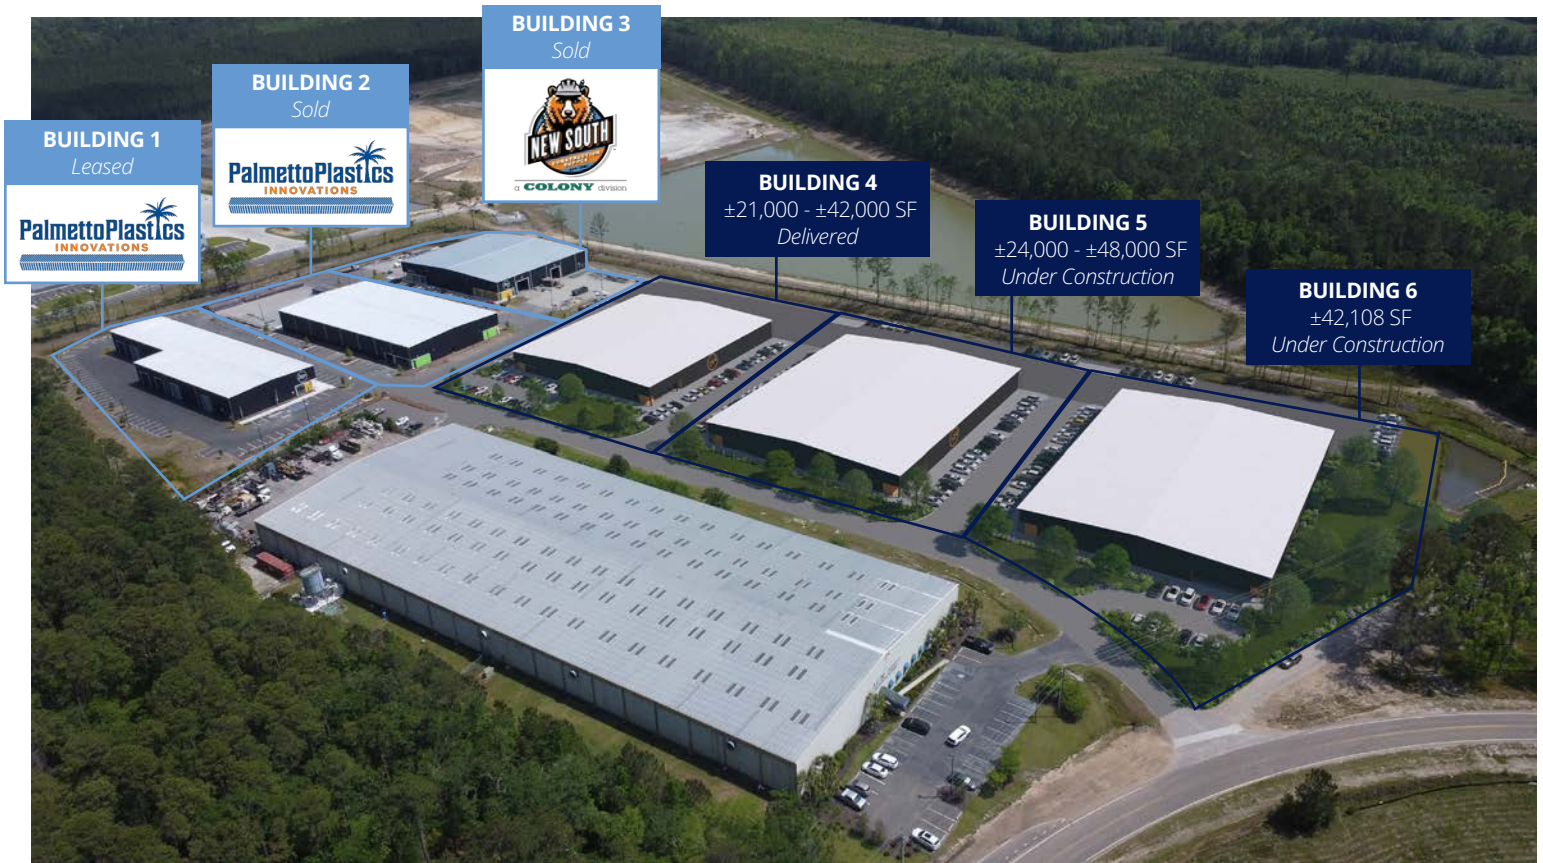 BUILDING 1
Leased
PalmettoPlastics
INNOVATIONS
BUILDING 2
Sold
PalmettoPlastics
INNOVATIONS
BUILDING 3
Sold
NEW SOUTH
CONSTRUCTION
SUPPLY
a COLONY division
BUILDING 4
±21,000 - ±42,000 SF
Delivered
BUILDING 5
±24,000 - ±48,000 SF
Under Construction
BUILDING 6
±42,108 SF
Under Construction